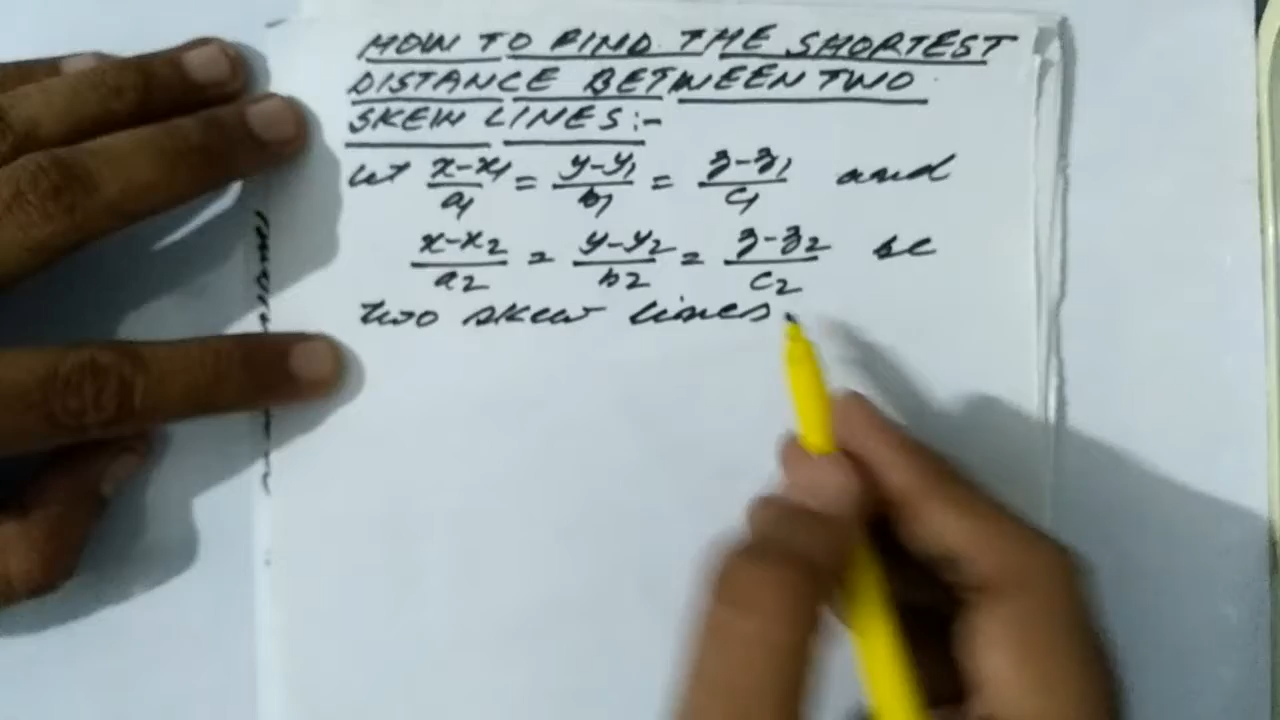 HOW TO FIND THE SHORTEST
DISTANCE BETWEEN TWO
SKEW LINES:-
Let (x-x₁)/a₁ = (y-y₁)/b₁ = (z-z₁)/c₁ and
(x-x₂)/a₂ = (y-y₂)/b₂ = (z-z₂)/c₂ be
two skew lines.